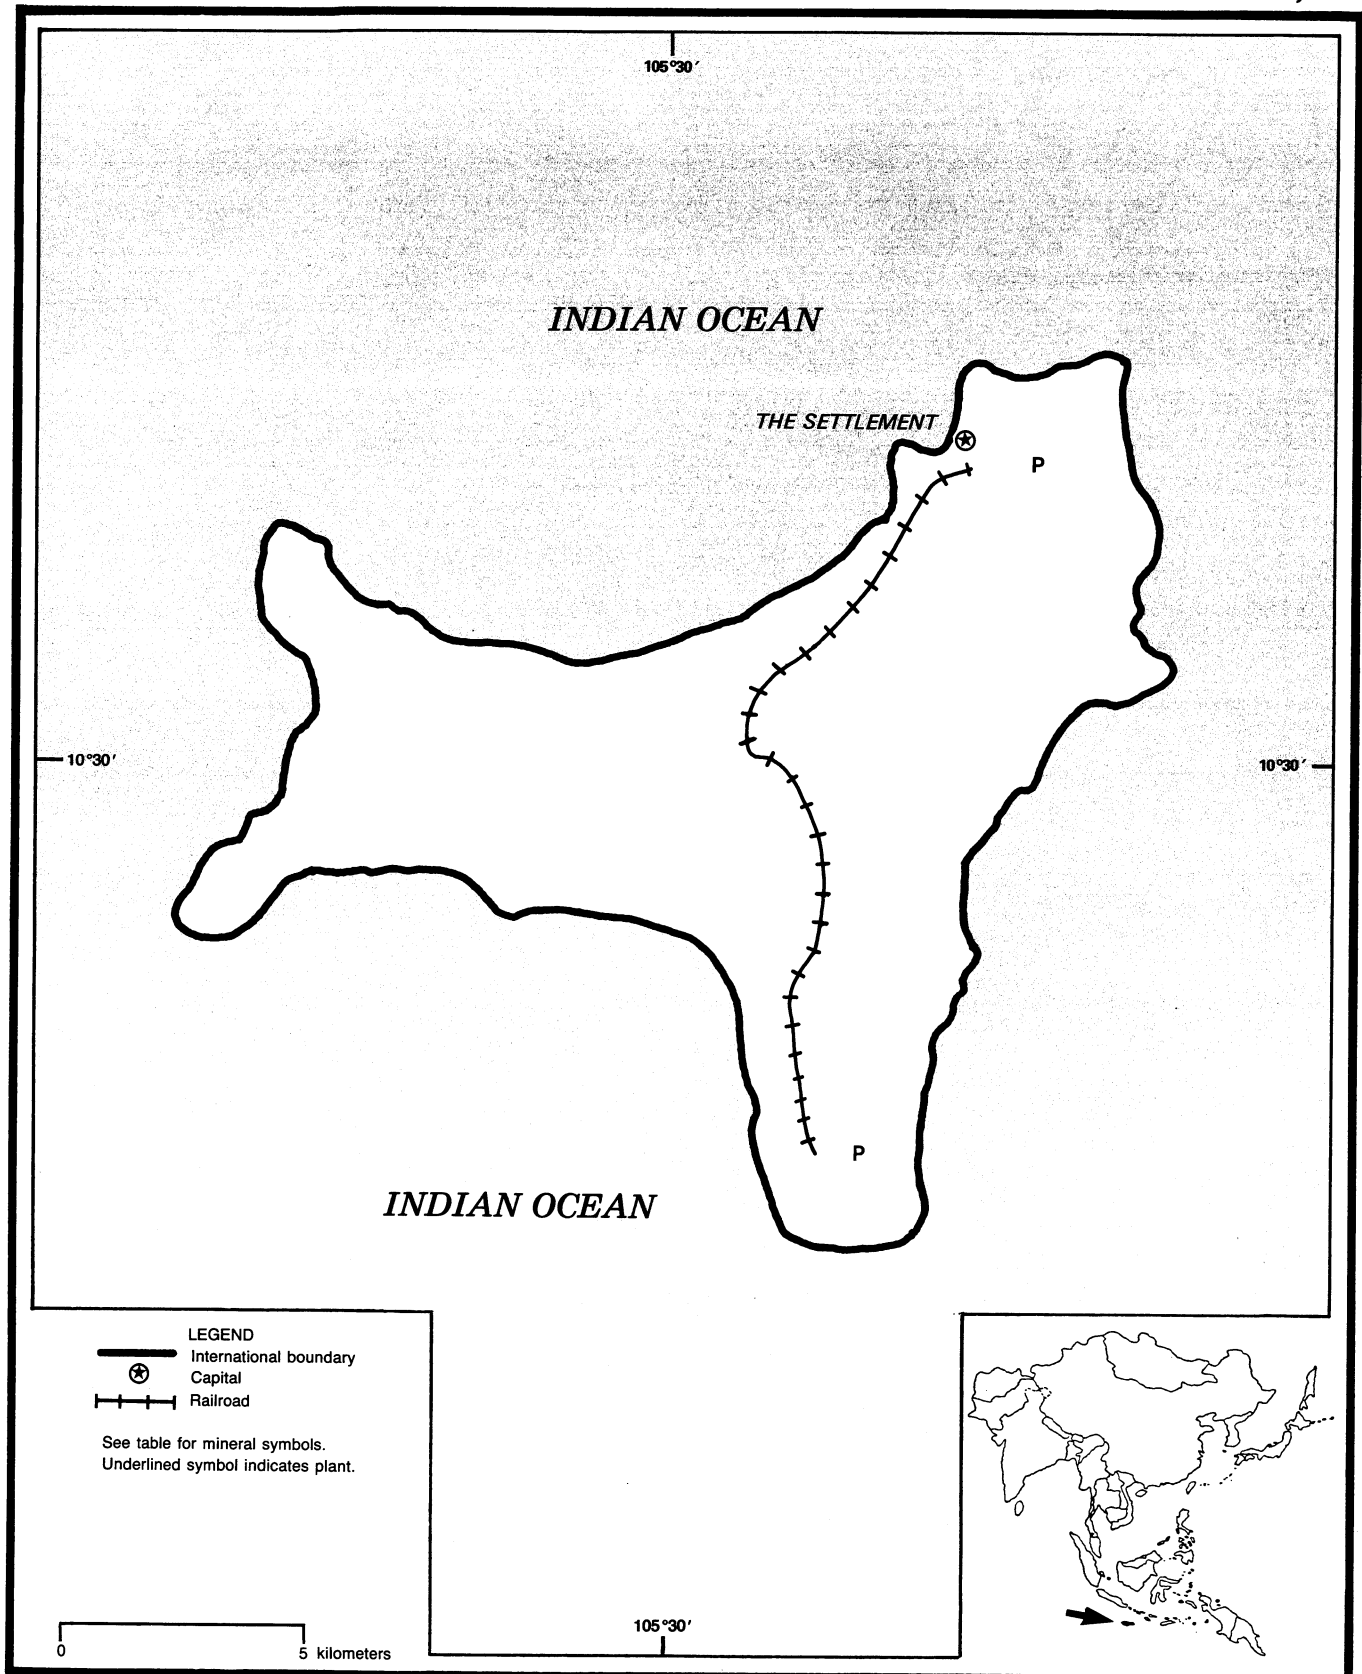 105°30′
INDIAN OCEAN
THE SETTLEMENT
P
10°30′
10°30′
P
INDIAN OCEAN
LEGEND
International boundary
Capital
Railroad
See table for mineral symbols.
Underlined symbol indicates plant.
105°30′
0 5 kilometers